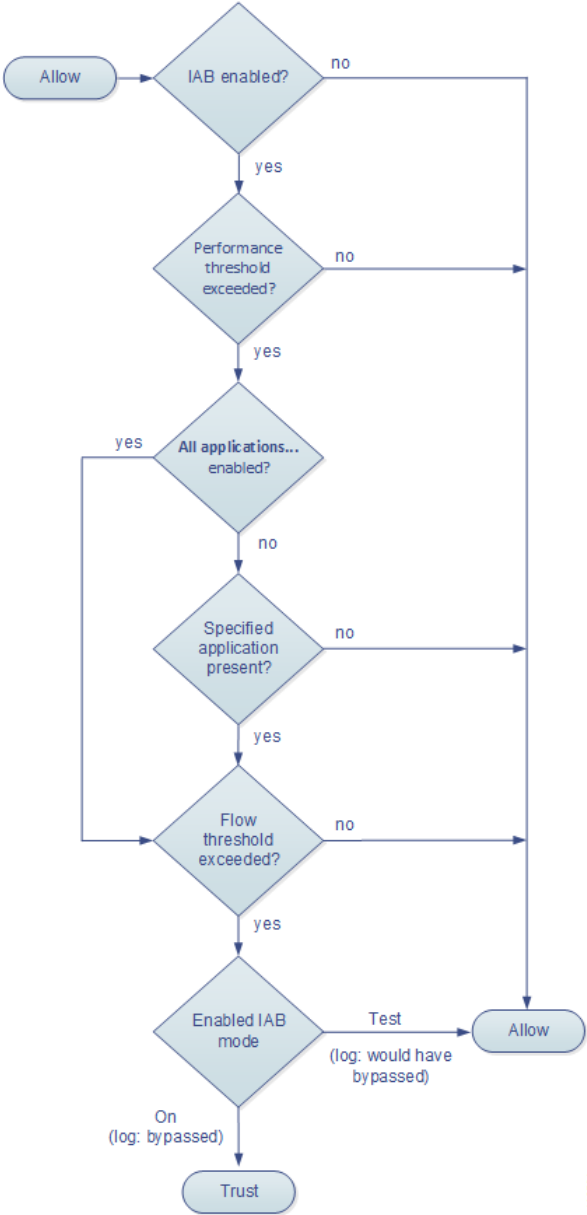 Allow
IAB enabled?
no
yes
Performance
threshold
exceeded?
no
yes
yes
All applications...
enabled?
no
Specified
application
present?
no
yes
Flow
threshold
exceeded?
no
yes
Enabled IAB
mode
Test
(log: would have
bypassed)
Allow
On
(log: bypassed)
Trust